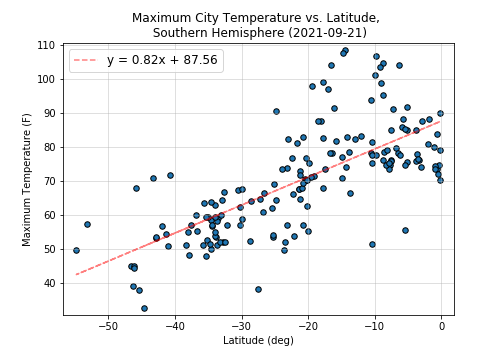 Maximum City Temperature vs. Latitude,
Southern Hemisphere (2021-09-21)
y = 0.82x + 87.56
Maximum Temperature (F)
110
100
90
80
70
60
50
40
−50
−40
−30
−20
−10
0
Latitude (deg)